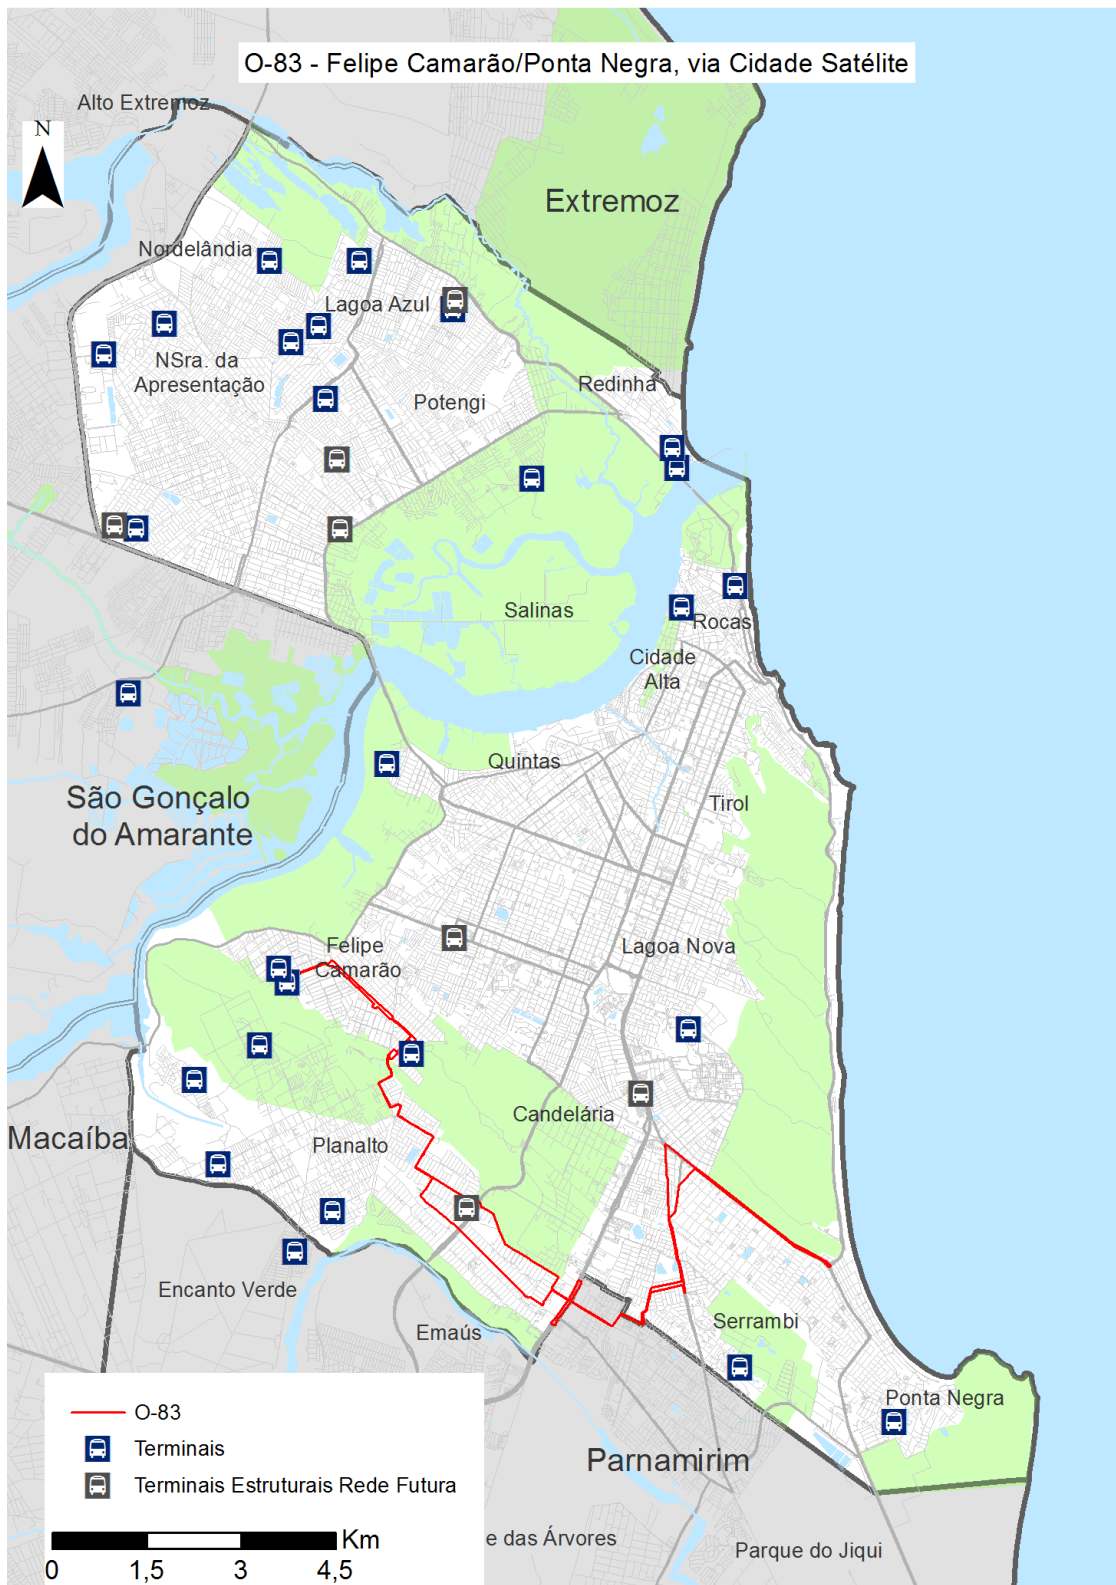 O-83 - Felipe Camarão/Ponta Negra, via Cidade Satélite
Alto Extremoz
N
Extremoz
Nordelândia
Lagoa Azul
NSra. da
Apresentação
Redinha
Potengi
Salinas
Rocas
Cidade
Alta
Quintas
São Gonçalo
do Amarante
Tirol
Felipe
Camarão
Lagoa Nova
Candelária
Macaíba
Planalto
Encanto Verde
Emaús
Serrambi
Ponta Negra
Parnamirim
e das Árvores
Parque do Jiqui
O-83
Terminais
Terminais Estruturais Rede Futura
Km
0 1,5 3 4,5